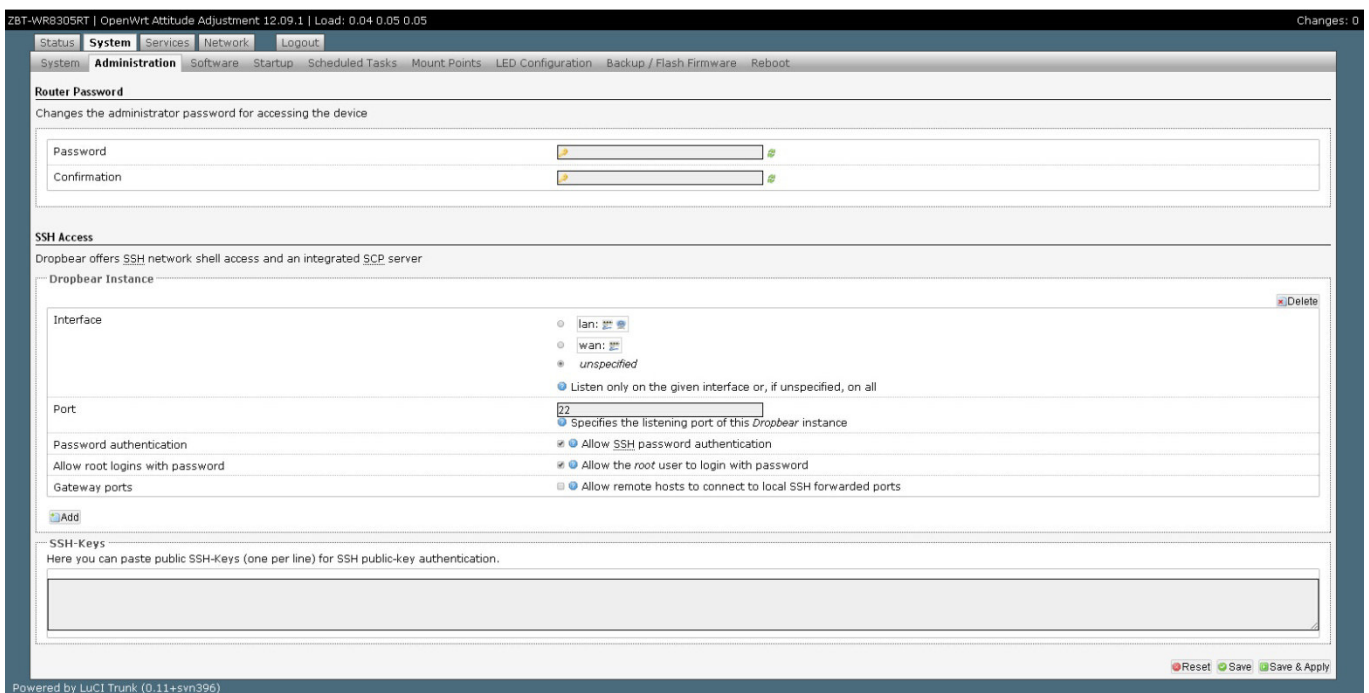 ZBT-WR8305RT | OpenWrt Attitude Adjustment 12.09.1 | Load: 0.04 0.05 0.05 Changes: 0
Status System Services Network Logout
System Administration Software Startup Scheduled Tasks Mount Points LED Configuration Backup / Flash Firmware Reboot
Router Password
Changes the administrator password for accessing the device
Password
Confirmation
SSH Access
Dropbear offers SSH network shell access and an integrated SCP server
Dropbear Instance
Delete
Interface lan:
wan:
unspecified
Listen only on the given interface or, if unspecified, on all
Port 22
Specifies the listening port of this Dropbear instance
Password authentication Allow SSH password authentication
Allow root logins with password Allow the root user to login with password
Gateway ports Allow remote hosts to connect to local SSH forwarded ports
Add
SSH-Keys
Here you can paste public SSH-Keys (one per line) for SSH public-key authentication.
Reset Save Save & Apply
Powered by LuCI Trunk (0.11+svn396)